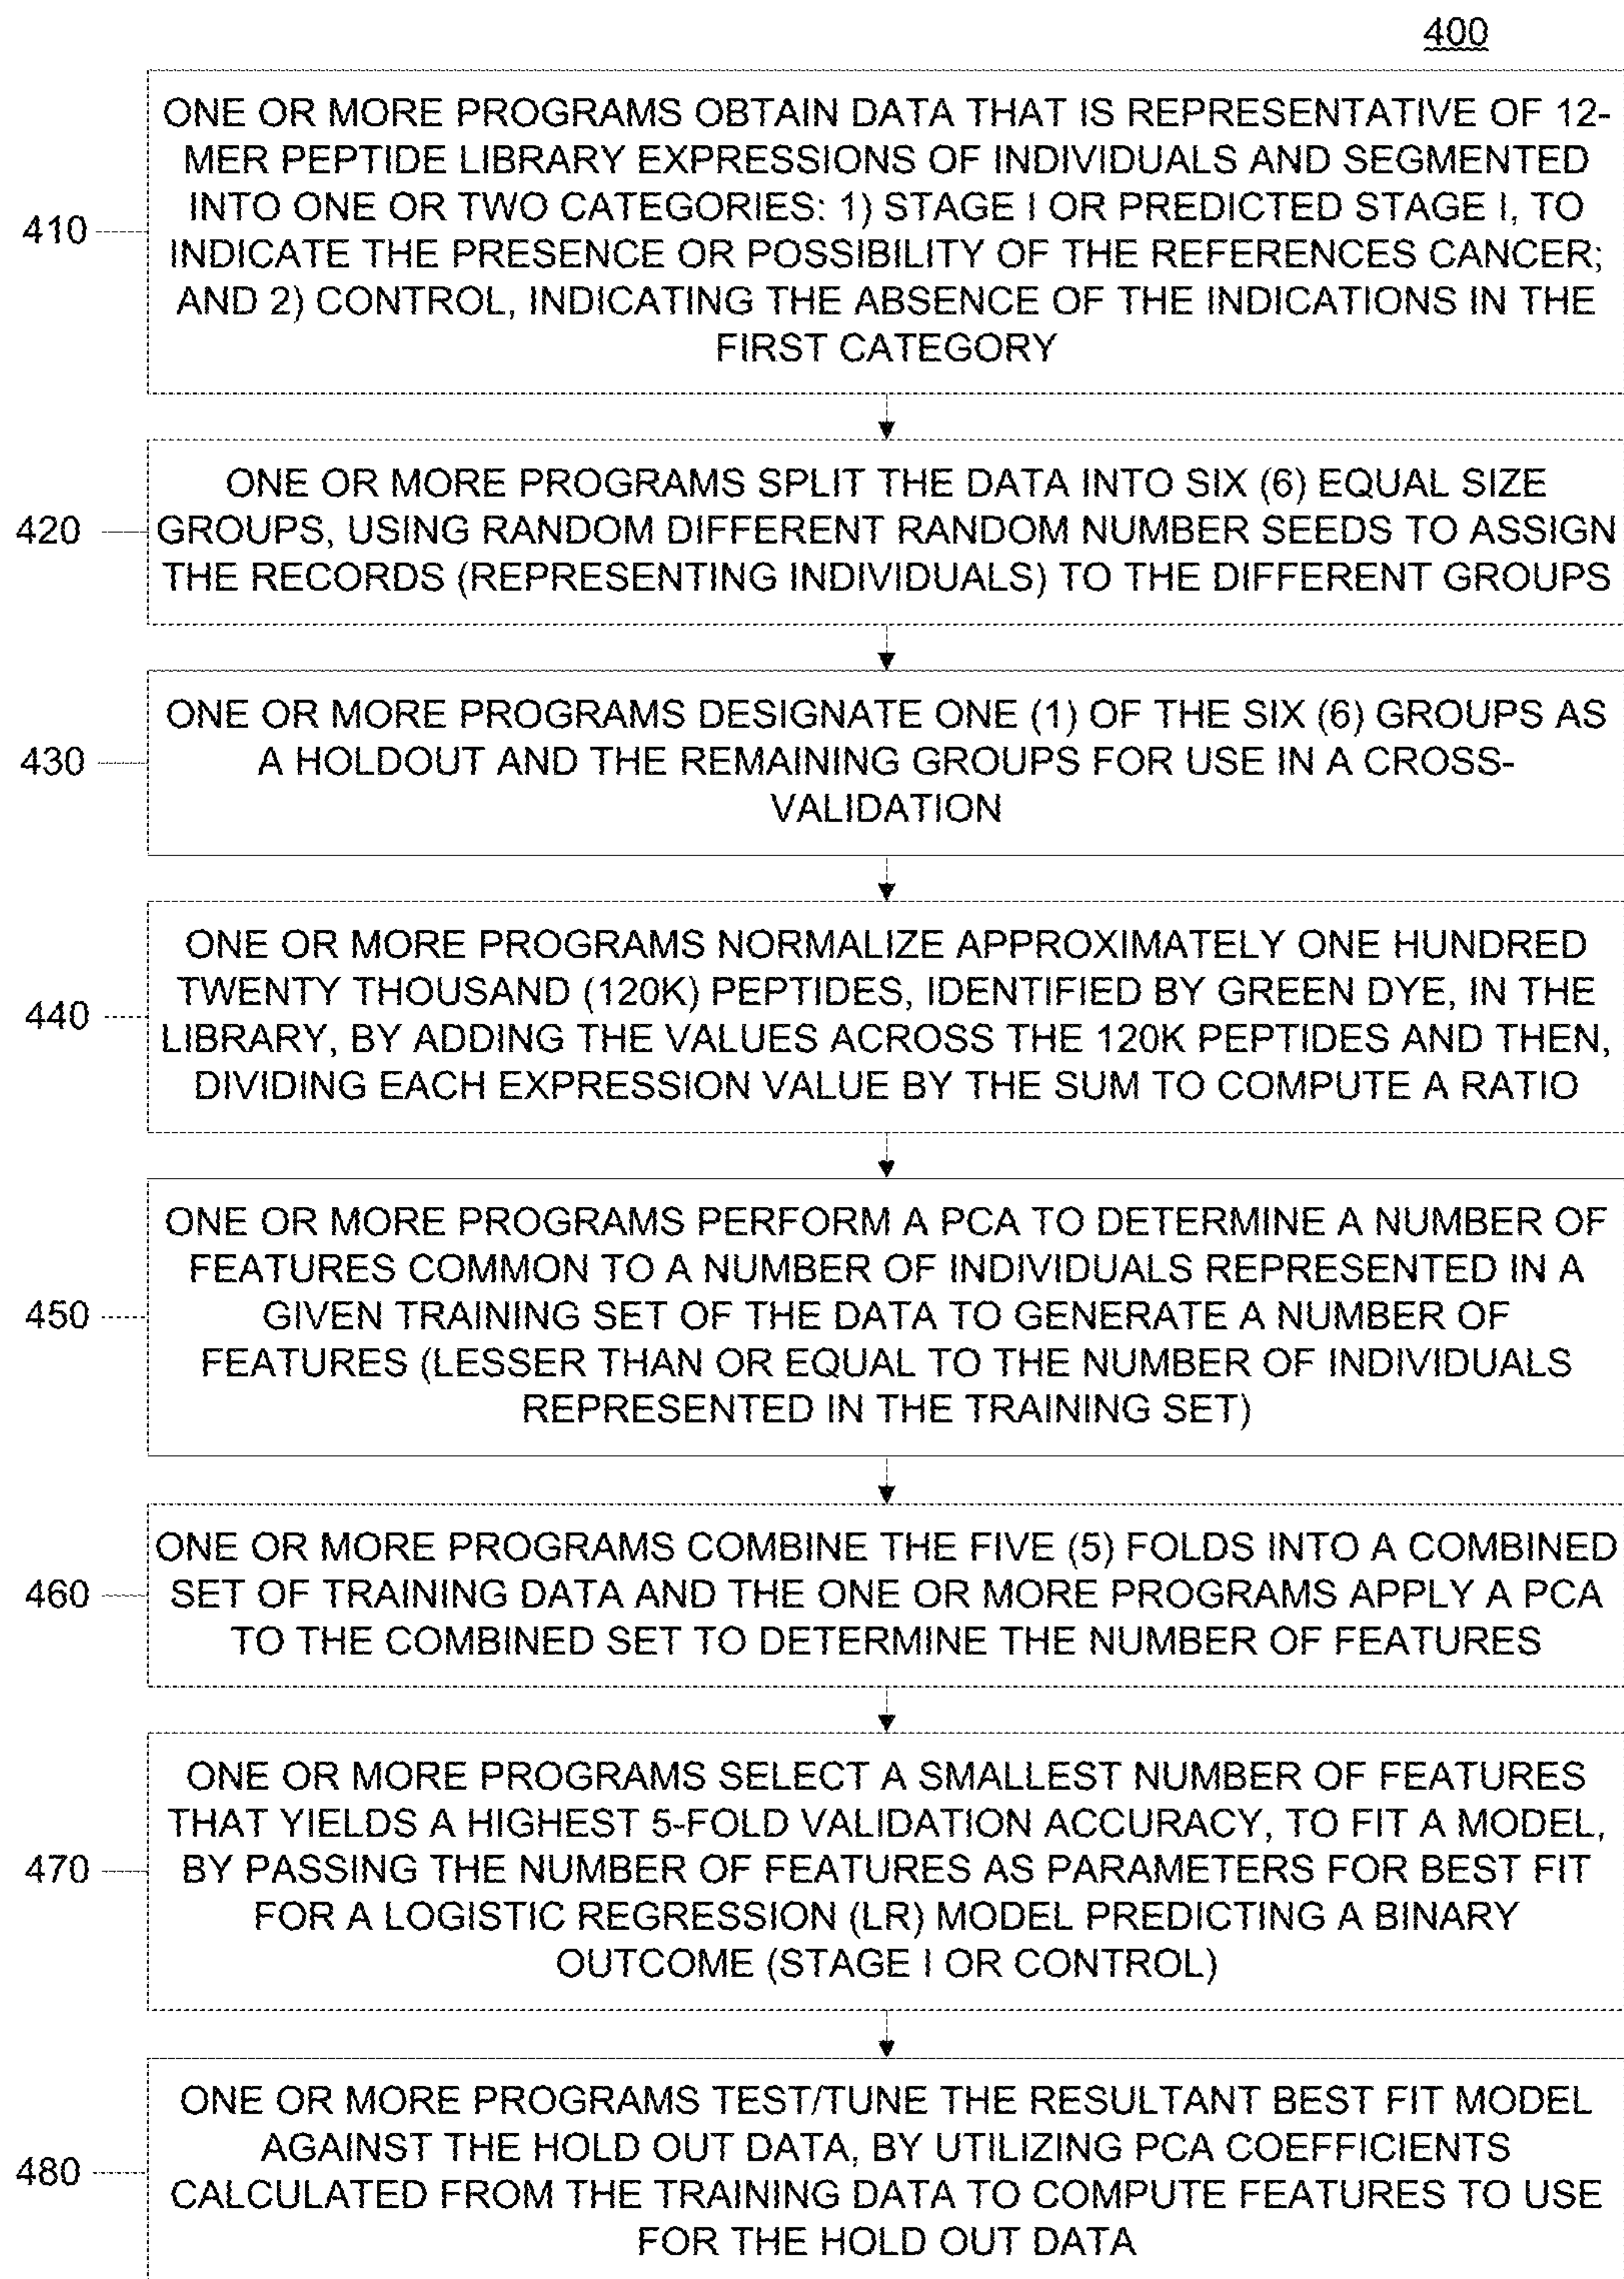 400
410
ONE OR MORE PROGRAMS OBTAIN DATA THAT IS REPRESENTATIVE OF 12-
MER PEPTIDE LIBRARY EXPRESSIONS OF INDIVIDUALS AND SEGMENTED
INTO ONE OR TWO CATEGORIES: 1) STAGE I OR PREDICTED STAGE I, TO
INDICATE THE PRESENCE OR POSSIBILITY OF THE REFERENCES CANCER;
AND 2) CONTROL, INDICATING THE ABSENCE OF THE INDICATIONS IN THE
FIRST CATEGORY
420
ONE OR MORE PROGRAMS SPLIT THE DATA INTO SIX (6) EQUAL SIZE
GROUPS, USING RANDOM DIFFERENT RANDOM NUMBER SEEDS TO ASSIGN
THE RECORDS (REPRESENTING INDIVIDUALS) TO THE DIFFERENT GROUPS
430
ONE OR MORE PROGRAMS DESIGNATE ONE (1) OF THE SIX (6) GROUPS AS
A HOLDOUT AND THE REMAINING GROUPS FOR USE IN A CROSS-
VALIDATION
440
ONE OR MORE PROGRAMS NORMALIZE APPROXIMATELY ONE HUNDRED
TWENTY THOUSAND (120K) PEPTIDES, IDENTIFIED BY GREEN DYE, IN THE
LIBRARY, BY ADDING THE VALUES ACROSS THE 120K PEPTIDES AND THEN,
DIVIDING EACH EXPRESSION VALUE BY THE SUM TO COMPUTE A RATIO
450
ONE OR MORE PROGRAMS PERFORM A PCA TO DETERMINE A NUMBER OF
FEATURES COMMON TO A NUMBER OF INDIVIDUALS REPRESENTED IN A
GIVEN TRAINING SET OF THE DATA TO GENERATE A NUMBER OF
FEATURES (LESSER THAN OR EQUAL TO THE NUMBER OF INDIVIDUALS
REPRESENTED IN THE TRAINING SET)
460
ONE OR MORE PROGRAMS COMBINE THE FIVE (5) FOLDS INTO A COMBINED
SET OF TRAINING DATA AND THE ONE OR MORE PROGRAMS APPLY A PCA
TO THE COMBINED SET TO DETERMINE THE NUMBER OF FEATURES
470
ONE OR MORE PROGRAMS SELECT A SMALLEST NUMBER OF FEATURES
THAT YIELDS A HIGHEST 5-FOLD VALIDATION ACCURACY, TO FIT A MODEL,
BY PASSING THE NUMBER OF FEATURES AS PARAMETERS FOR BEST FIT
FOR A LOGISTIC REGRESSION (LR) MODEL PREDICTING A BINARY
OUTCOME (STAGE I OR CONTROL)
480
ONE OR MORE PROGRAMS TEST/TUNE THE RESULTANT BEST FIT MODEL
AGAINST THE HOLD OUT DATA, BY UTILIZING PCA COEFFICIENTS
CALCULATED FROM THE TRAINING DATA TO COMPUTE FEATURES TO USE
FOR THE HOLD OUT DATA